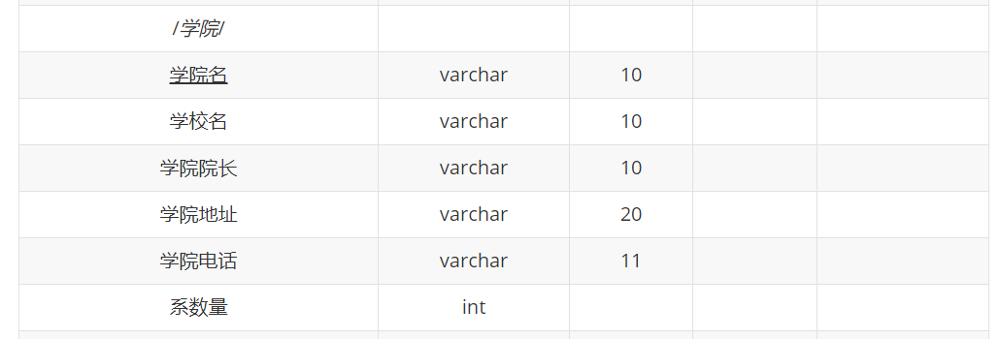 /学院/
学院名 varchar 10
学校名 varchar 10
学院院长 varchar 10
学院地址 varchar 20
学院电话 varchar 11
系数量 int